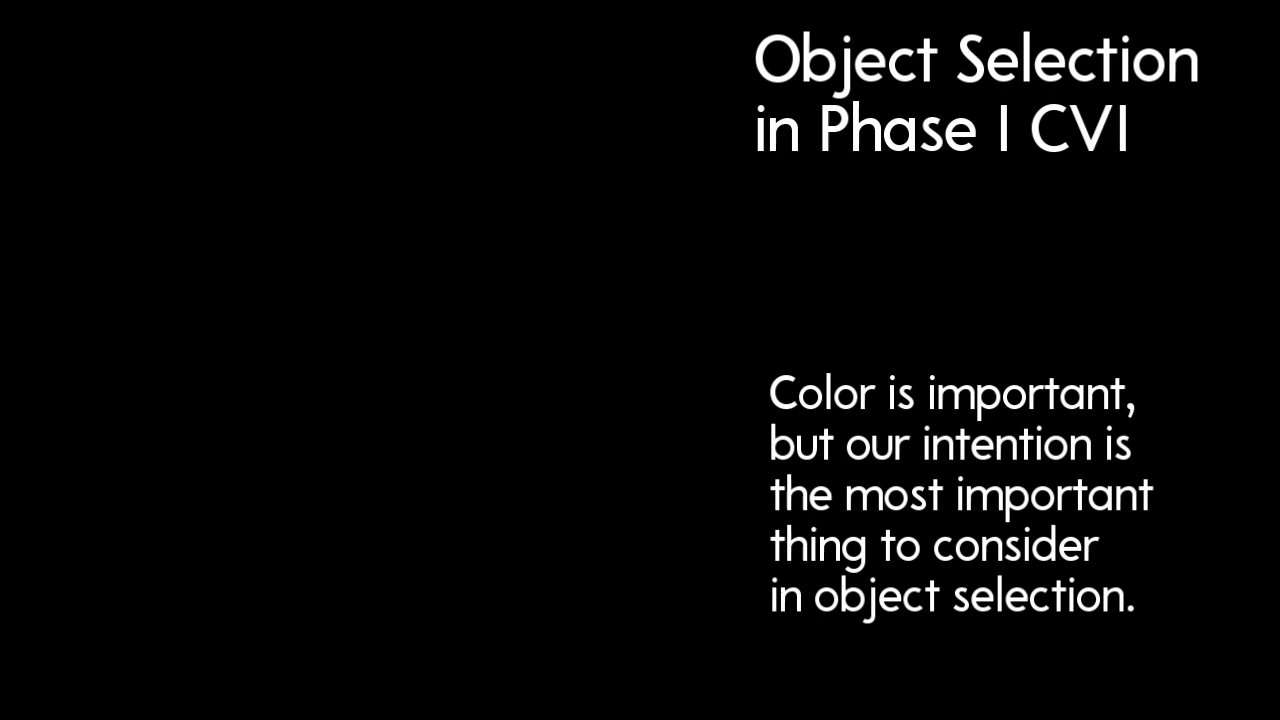 Object Selection
in Phase I CVI
Color is important,
but our intention is
the most important
thing to consider
in object selection.